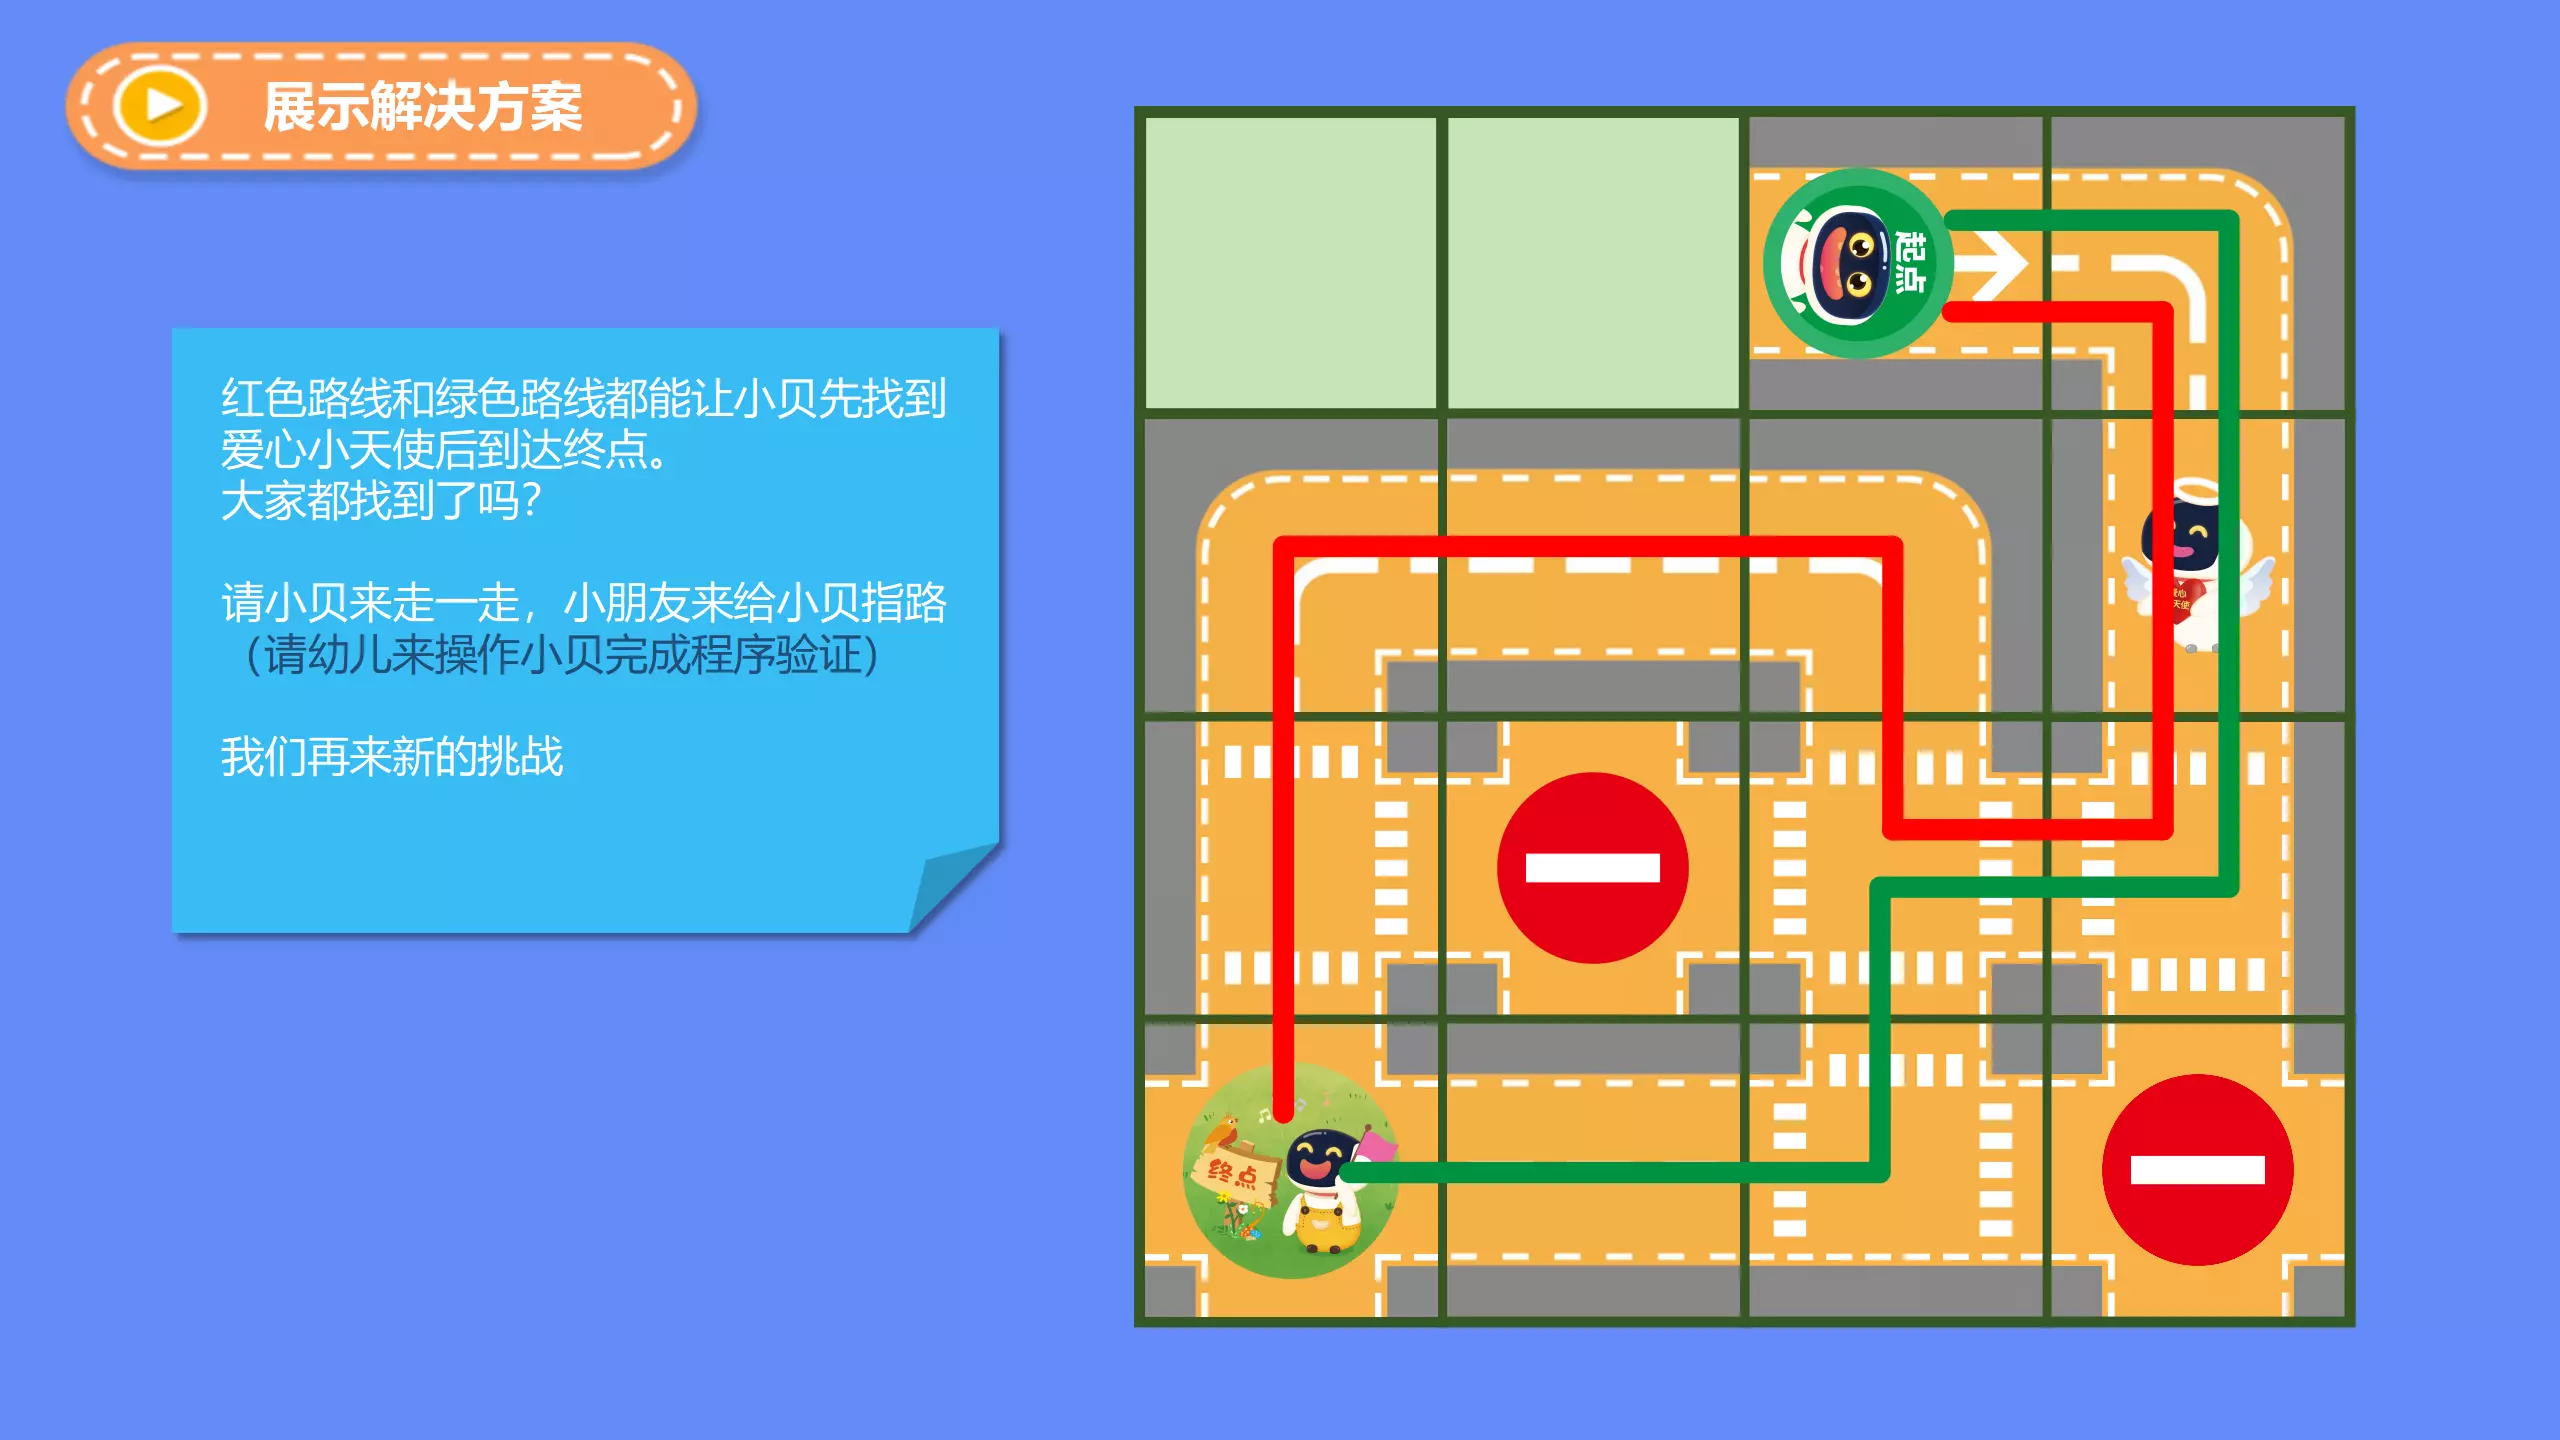 展示解决方案
红色路线和绿色路线都能让小贝先找到
爱心小天使后到达终点。
大家都找到了吗？
请小贝来走一走，小朋友来给小贝指路
（请幼儿来操作小贝完成程序验证）
我们再来新的挑战
起点
爱心
天使
终点